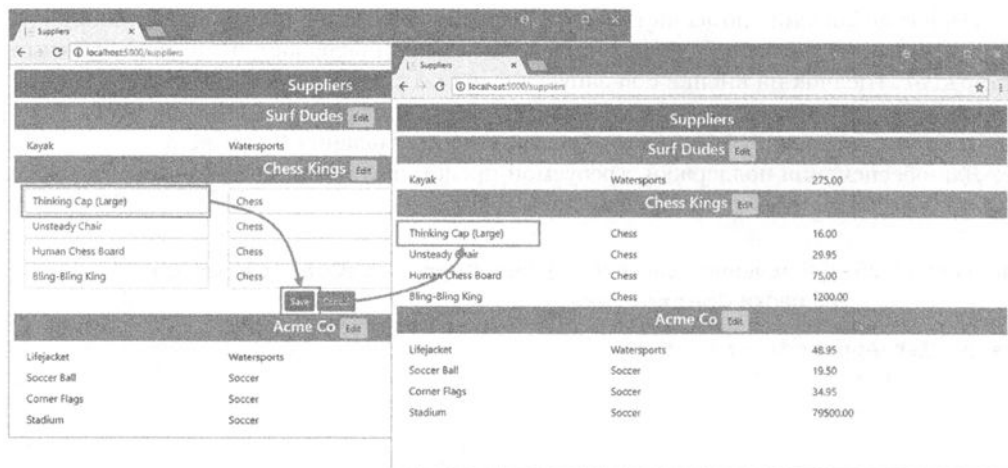 Suppliers
localhost:5000/suppliers
Suppliers
Surf Dudes Edit
Kayak Watersports
Chess Kings Edit
Thinking Cap (Large) Chess
Unsteady Chair Chess
Human Chess Board Chess
Bling-Bling King Chess
Save Cancel
Acme Co Edit
Lifejacket Watersports
Soccer Ball Soccer
Corner Flags Soccer
Stadium Soccer
Suppliers
localhost:5000/suppliers
Suppliers
Surf Dudes Edit
Kayak Watersports 275.00
Chess Kings Edit
Thinking Cap (Large) Chess 16.00
Unsteady Chair Chess 29.95
Human Chess Board Chess 75.00
Bling-Bling King Chess 1200.00
Acme Co Edit
Lifejacket Watersports 48.95
Soccer Ball Soccer 19.50
Corner Flags Soccer 34.95
Stadium Soccer 79500.00